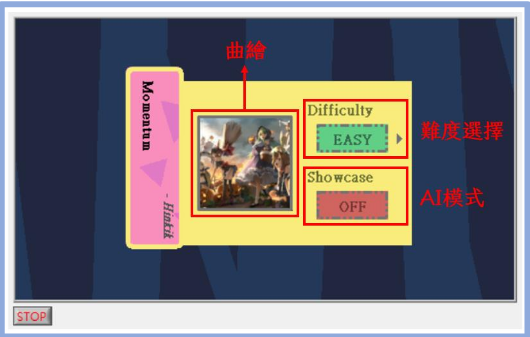 曲繪
Momentum
- Hinkik
Difficulty
EASY
難度選擇
Showcase
OFF
AI模式
STOP